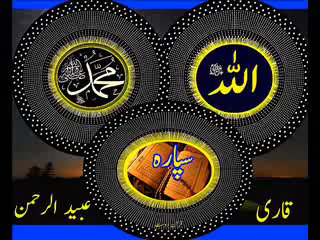 الله
محمد
سپارہ
قاری
عبید الرحمن